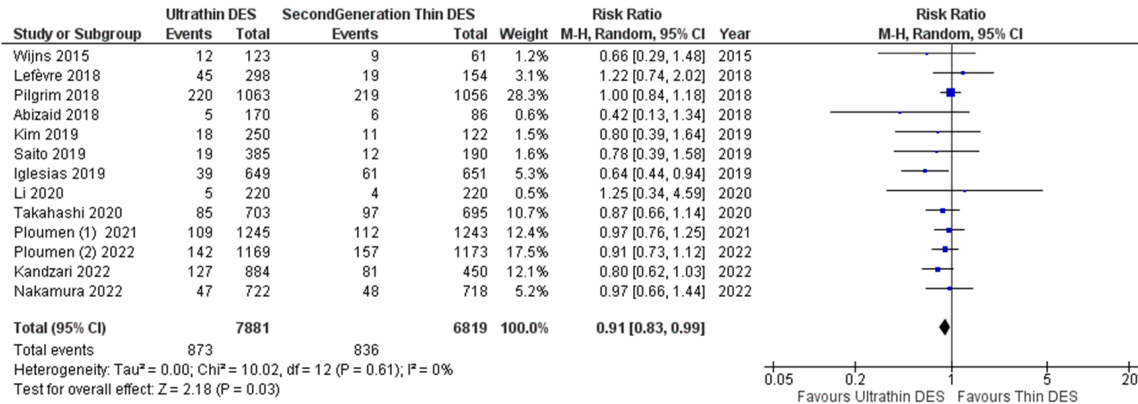 Ultrathin DES SecondGeneration Thin DES Risk Ratio Risk Ratio
Study or Subgroup Events Total Events Total Weight M-H, Random, 95% CI Year M-H, Random, 95% CI
Wijns 2015 12 123 9 61 1.2% 0.66 [0.29, 1.48] 2015
Lefèvre 2018 45 298 19 154 3.1% 1.22 [0.74, 2.02] 2018
Pilgrim 2018 220 1063 219 1056 28.3% 1.00 [0.84, 1.18] 2018
Abizaid 2018 5 170 6 86 0.6% 0.42 [0.13, 1.34] 2018
Kim 2019 18 250 11 122 1.7% 0.80 [0.39, 1.64] 2019
Saito 2019 19 385 12 190 1.6% 0.78 [0.39, 1.58] 2019
Iglesias 2019 39 649 61 651 5.3% 0.64 [0.44, 0.94] 2019
Li 2020 5 220 4 220 0.5% 1.25 [0.34, 4.59] 2020
Takahashi 2020 85 703 97 695 10.7% 0.87 [0.66, 1.14] 2020
Ploumen (1) 2021 109 1245 112 1243 12.4% 0.97 [0.76, 1.25] 2021
Ploumen (2) 2022 142 1169 157 1173 17.5% 0.91 [0.73, 1.12] 2022
Kandzari 2022 127 884 81 450 12.1% 0.80 [0.62, 1.03] 2022
Nakamura 2022 47 722 48 718 5.2% 0.97 [0.66, 1.44] 2022
Total (95% CI) 7881 6819 100.0% 0.91 [0.83, 0.99]
Total events 873 836
Heterogeneity: Tau² = 0.00; Chi² = 10.02, df = 12 (P = 0.61); I² = 0%
Test for overall effect: Z = 2.18 (P = 0.03)
0.05 0.2 1 5 20
Favours Ultrathin DES Favours Thin DES